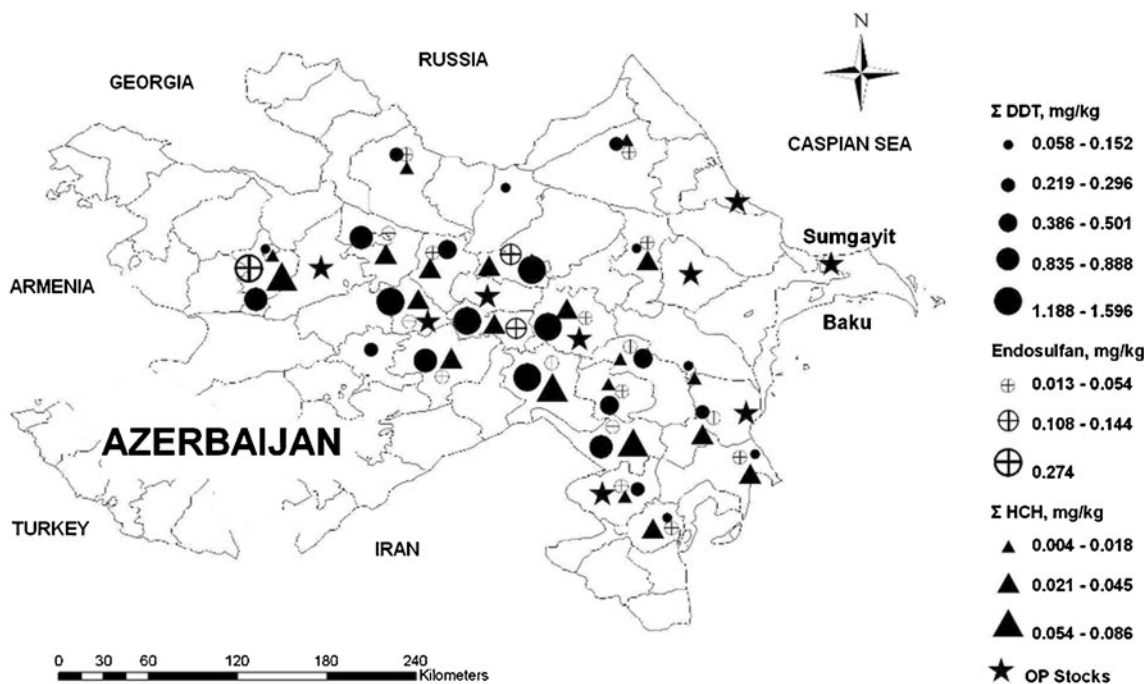 N
RUSSIA
GEORGIA
CASPIAN SEA
Sumgayit
ARMENIA
Baku
AZERBAIJAN
TURKEY
IRAN
0 30 60 120 180 240
Kilometers
Σ DDT, mg/kg
0.058 - 0.152
0.219 - 0.296
0.386 - 0.501
0.835 - 0.888
1.188 - 1.596
Endosulfan, mg/kg
0.013 - 0.054
0.108 - 0.144
0.274
Σ HCH, mg/kg
0.004 - 0.018
0.021 - 0.045
0.054 - 0.086
OP Stocks